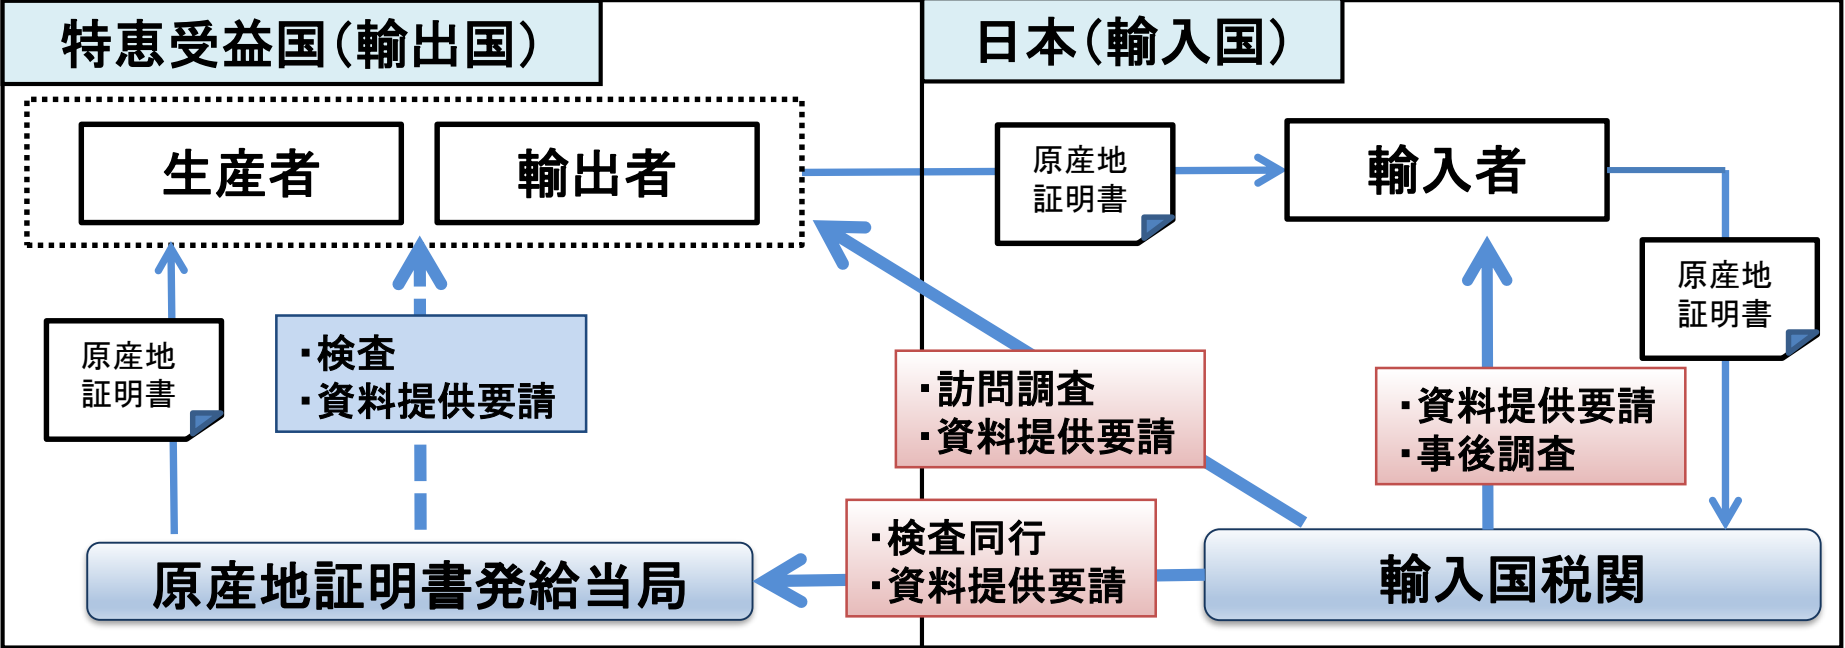 特恵受益国(輸出国)
日本(輸入国)
生産者
輸出者
原産地
証明書
輸入者
原産地
証明書
原産地
証明書
・検査
・資料提供要請
・訪問調査
・資料提供要請
・資料提供要請
・事後調査
・検査同行
・資料提供要請
原産地証明書発給当局
輸入国税関